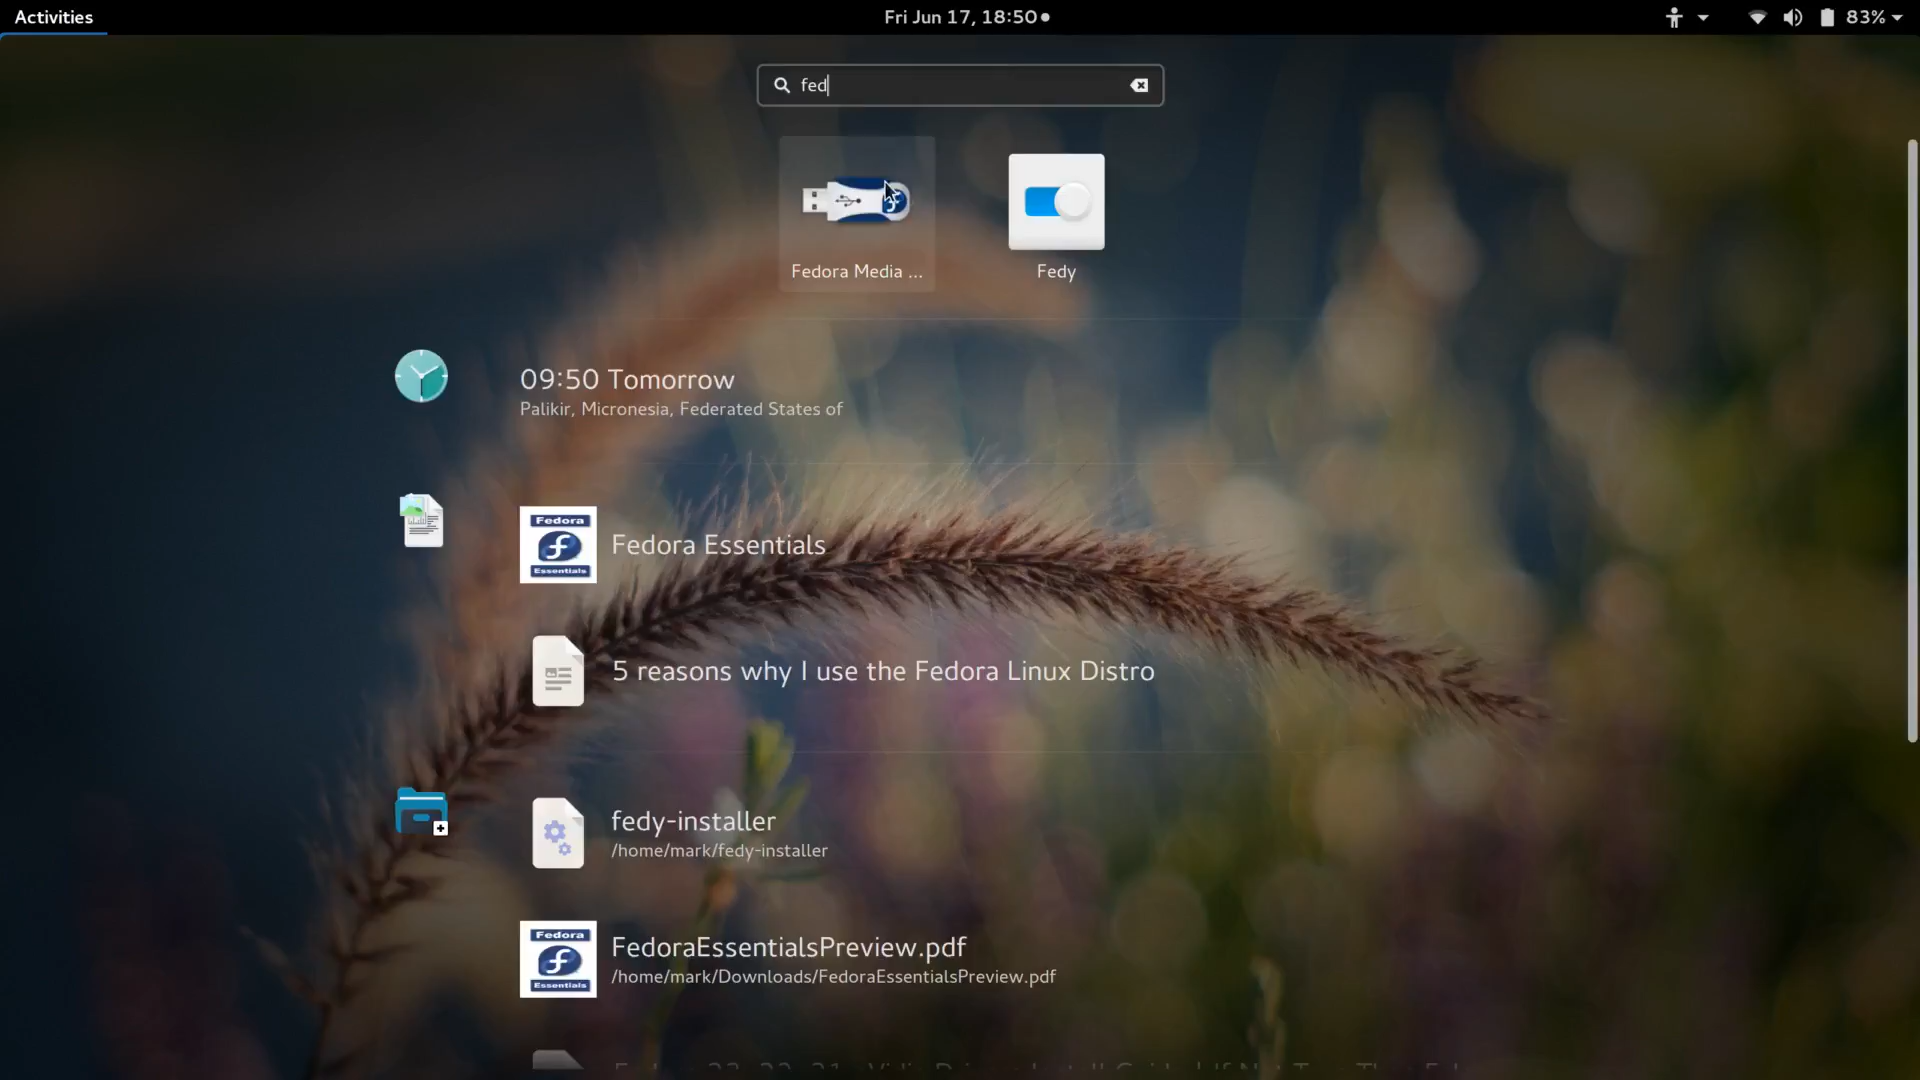 Activities
Fri Jun 17, 18:50
83%
fed
Fedora Media ...
Fedy
09:50 Tomorrow
Palikir, Micronesia, Federated States of
Fedora
Essentials
Fedora Essentials
5 reasons why I use the Fedora Linux Distro
fedy-installer
/home/mark/fedy-installer
Fedora
Essentials
FedoraEssentialsPreview.pdf
/home/mark/Downloads/FedoraEssentialsPreview.pdf